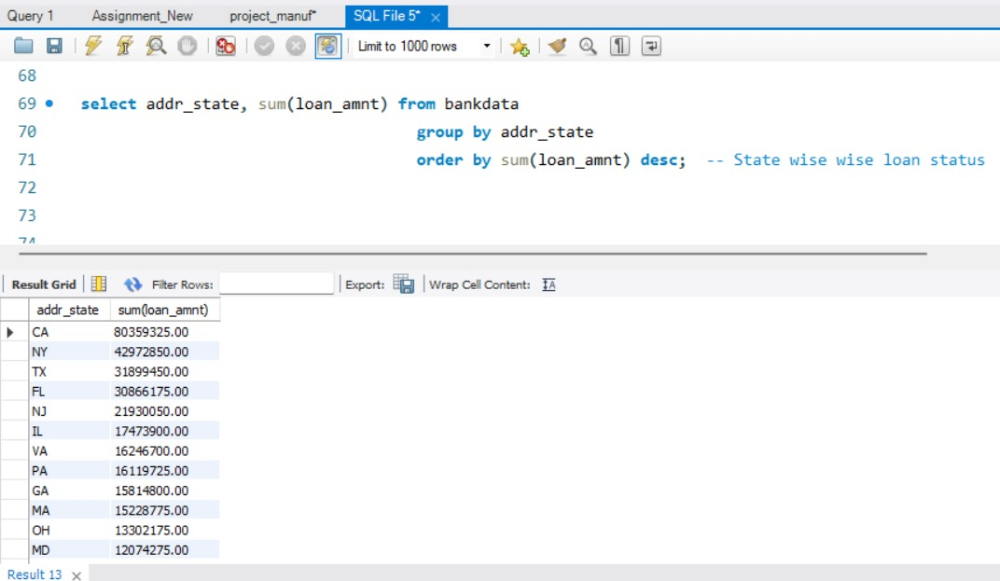 Query 1 Assignment_New project_manuf* SQL File 5*
Limit to 1000 rows
68
69 select addr_state, sum(loan_amnt) from bankdata
70 group by addr_state
71 order by sum(loan_amnt) desc; -- State wise wise loan status
72
73
74
Result Grid Filter Rows: Export: Wrap Cell Content: IA
addr_state sum(loan_amnt)
CA 80359325.00
NY 42972850.00
TX 31899450.00
FL 30866175.00
NJ 21930050.00
IL 17473900.00
VA 16246700.00
PA 16119725.00
GA 15814800.00
MA 15228775.00
OH 13302175.00
MD 12074275.00
Result 13